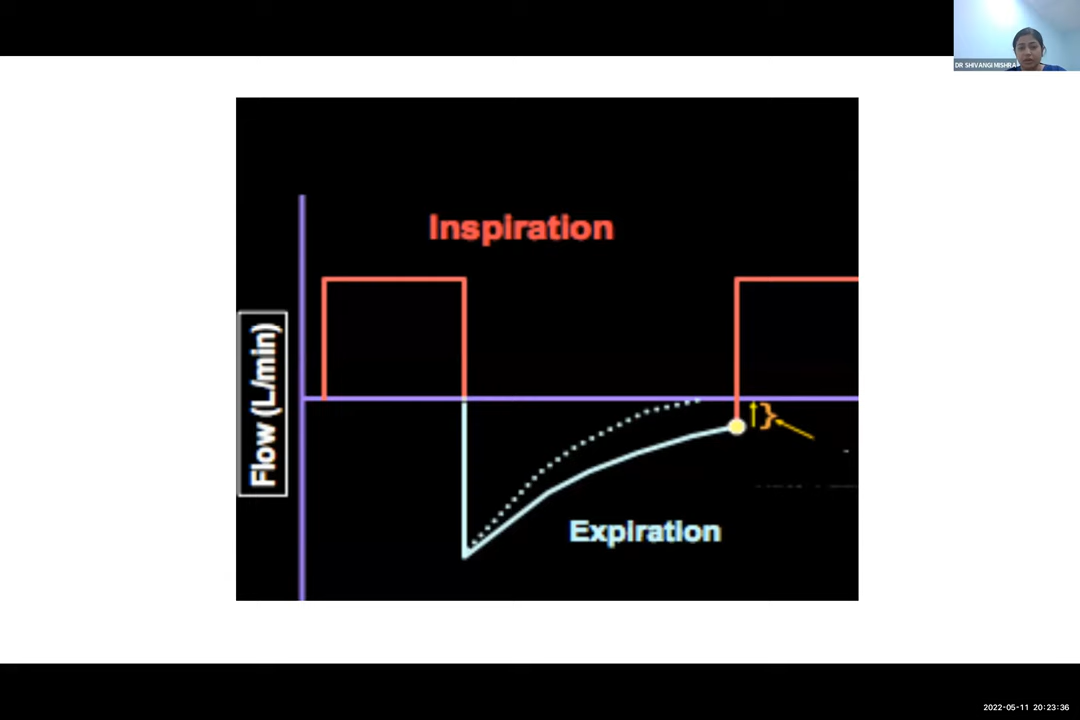 DR SHIVANGI MISHRA
Inspiration
Flow (L/min)
Expiration
2022-05-11 20:23:36